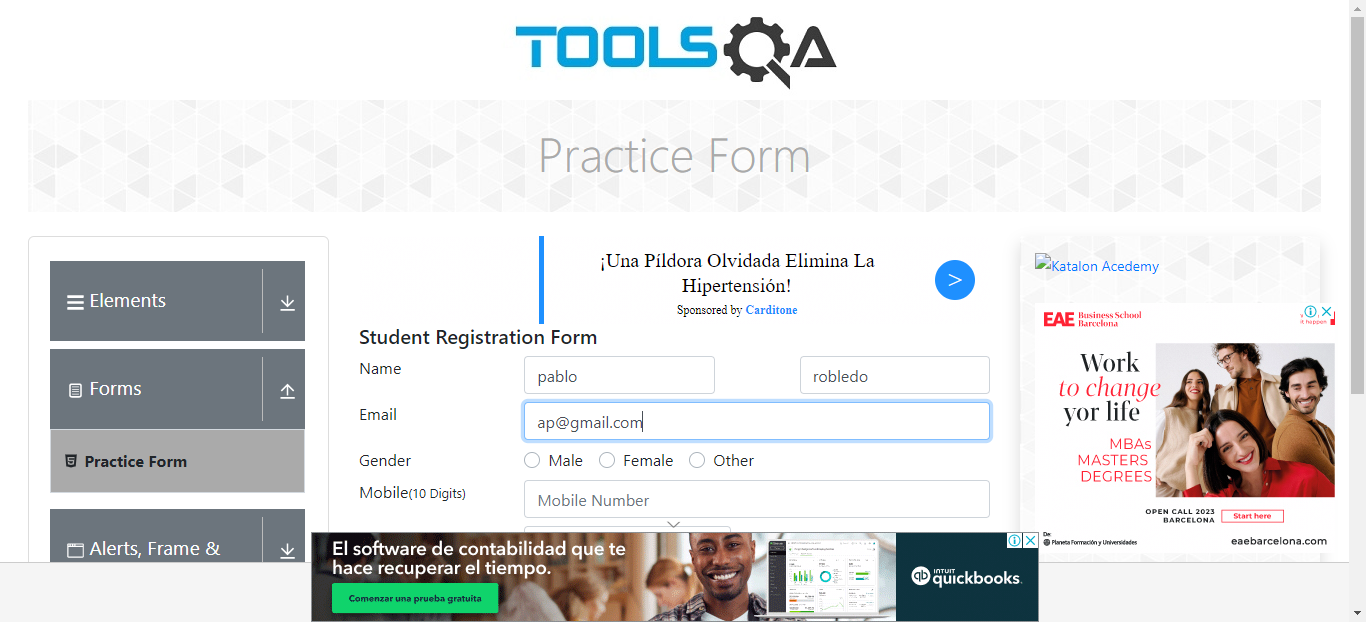 TOOLSQA
Practice Form
Elements
Forms
Practice Form
Alerts, Frame &
¡Una Píldora Olvidada Elimina La
Hipertensión!
Sponsored by Carditone
>
Student Registration Form
Name
pablo
robledo
Email
ap@gmail.com
Gender
Male
Female
Other
Mobile(10 Digits)
Mobile Number
Katalon Acedemy
EAE Business School
Barcelona
it happen
Work
to change
yor life
MBAs
MASTERS
DEGREES
OPEN CALL 2023
BARCELONA
Start here
De:
Planeta Formación y Universidades
eaebarcelona.com
El software de contabilidad que te
hace recuperar el tiempo.
Comenzar una prueba gratuita
INTUIT
quickbooks.